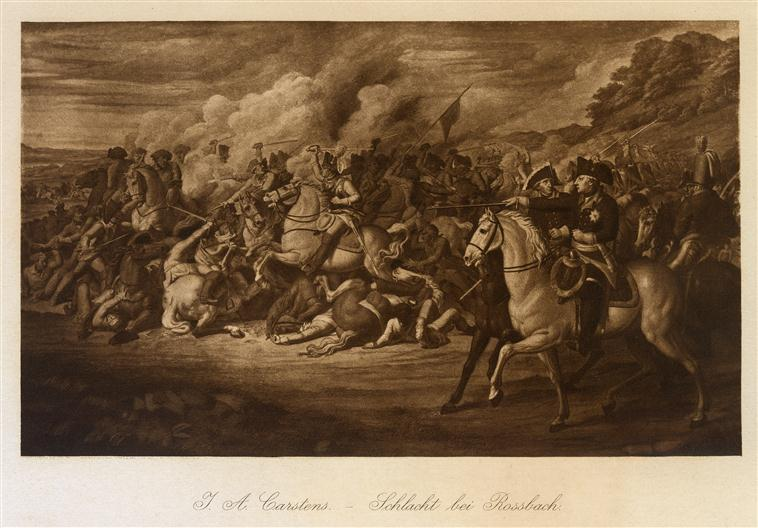 J. A. Carstens. – Schlacht bei Rossbach.